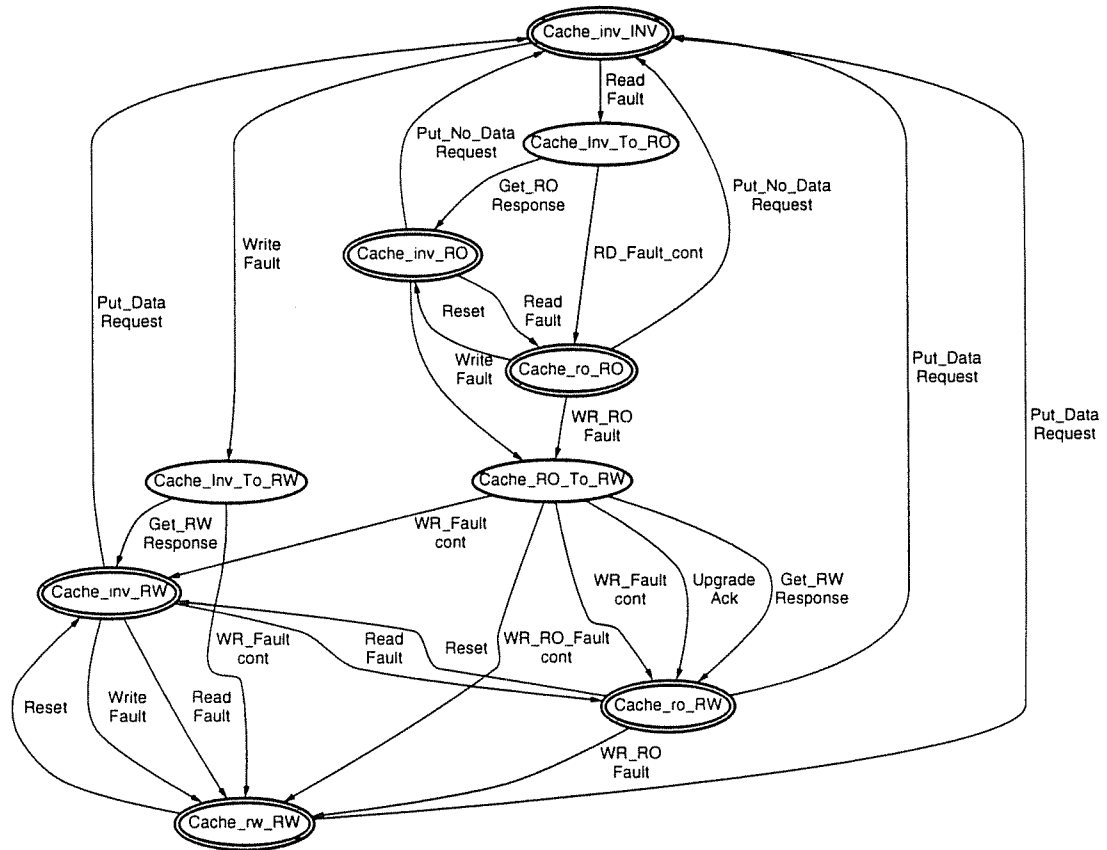 Cache_inv_INV
Read
Fault
Cache_Inv_To_RO
Put_No_Data
Request
Get_RO
Response
Put_No_Data
Request
Write
Fault
Cache_inv_RO
RD_Fault_cont
Put_Data
Request
Reset
Read
Fault
Write
Fault
Cache_ro_RO
Put_Data
Request
WR_RO
Fault
Put_Data
Request
Cache_Inv_To_RW
Cache_RO_To_RW
Get_RW
Response
WR_Fault
cont
Cache_inv_RW
WR_Fault
cont
Upgrade
Ack
Get_RW
Response
WR_Fault
cont
Read
Fault
Reset
WR_RO_Fault
cont
Reset
Write
Fault
Read
Fault
Cache_ro_RW
WR_RO
Fault
Cache_rw_RW